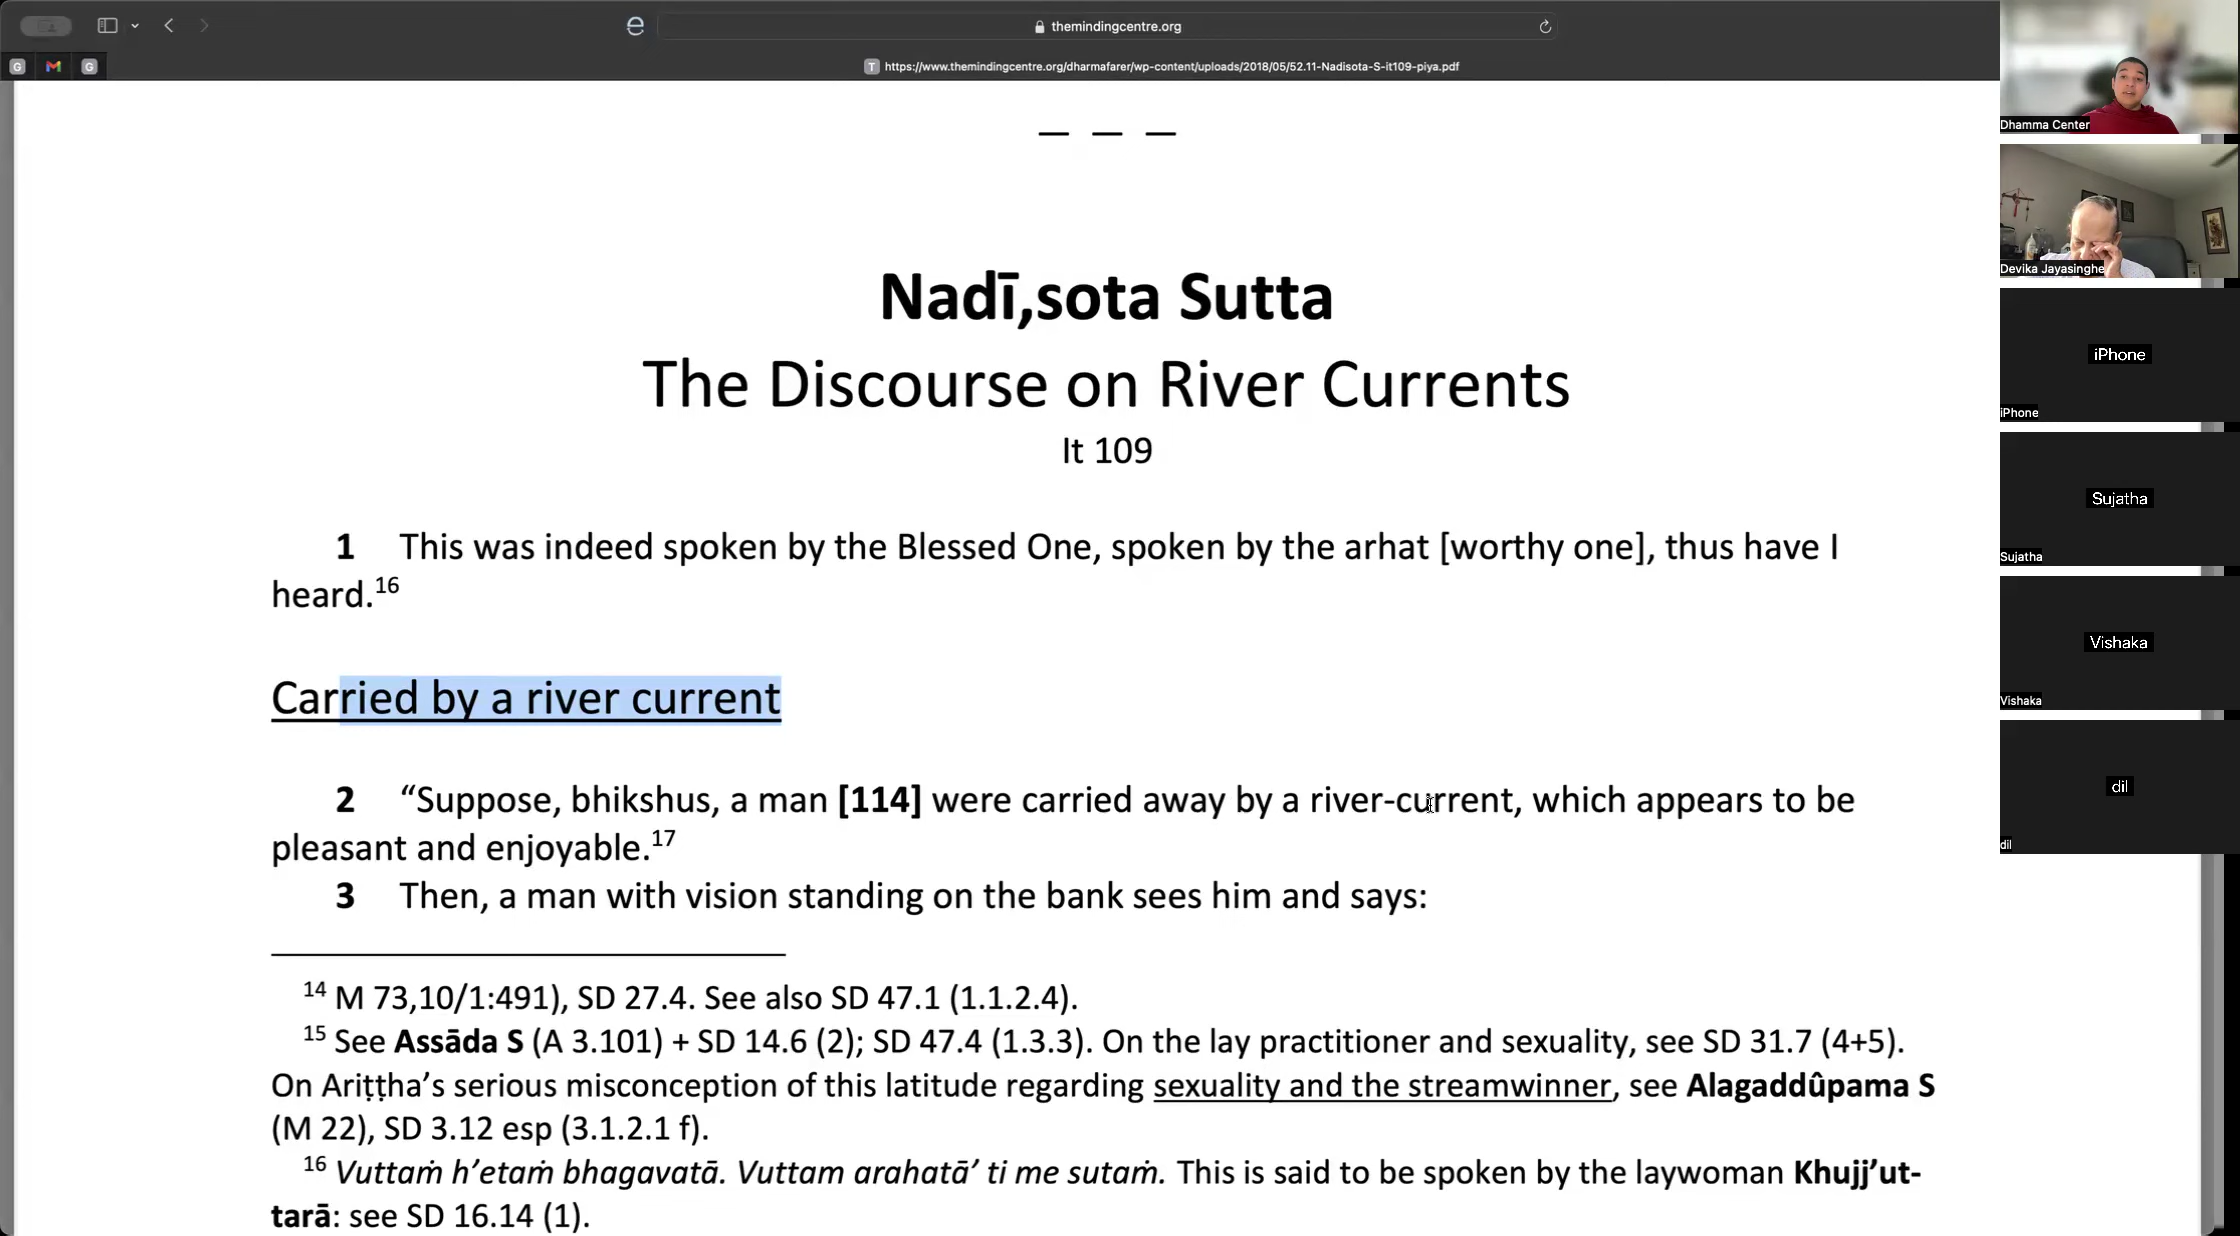 themindingcentre.org
G
G
T https://www.themindingcentre.org/dharmafarer/wp-content/uploads/2018/05/52.11-Nadisota-S-it109-piya.pdf
— — —
Nadī,sota Sutta
The Discourse on River Currents
It 109
1 This was indeed spoken by the Blessed One, spoken by the arhat [worthy one], thus have I
heard.16
Carried by a river current
2 “Suppose, bhikshus, a man [114] were carried away by a river-current, which appears to be
pleasant and enjoyable.17
3 Then, a man with vision standing on the bank sees him and says:
14 M 73,10/1:491), SD 27.4. See also SD 47.1 (1.1.2.4).
15 See Assāda S (A 3.101) + SD 14.6 (2); SD 47.4 (1.3.3). On the lay practitioner and sexuality, see SD 31.7 (4+5).
On Ariṭṭha’s serious misconception of this latitude regarding sexuality and the streamwinner, see Alagaddûpama S
(M 22), SD 3.12 esp (3.1.2.1 f).
16 Vuttaṁ h’etaṁ bhagavatā. Vuttam arahatā’ ti me sutaṁ. This is said to be spoken by the laywoman Khujj’ut-
tarā: see SD 16.14 (1).
Dhamma Center
Devika Jayasinghe
iPhone
iPhone
Sujatha
Sujatha
Vishaka
Vishaka
dil
dil